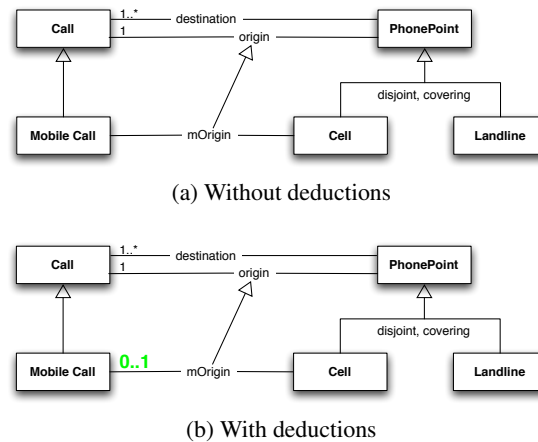 Call
1..*
destination
PhonePoint
1
origin
disjoint, covering
Mobile Call
mOrigin
Cell
Landline
(a) Without deductions
Call
1..*
destination
PhonePoint
1
origin
disjoint, covering
Mobile Call
0..1
mOrigin
Cell
Landline
(b) With deductions